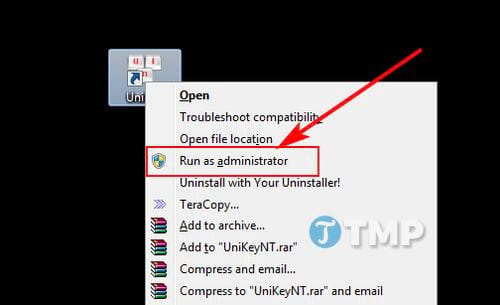 u i
n
Uni
Open
Troubleshoot compatibility
Open file location
Run as administrator
Uninstall with Your Uninstaller!
TeraCopy...
Add to archive...
Add to "UniKeyNT.rar"
Compress and email...
Compress to "UniKeyNT.rar" and email
T TMP